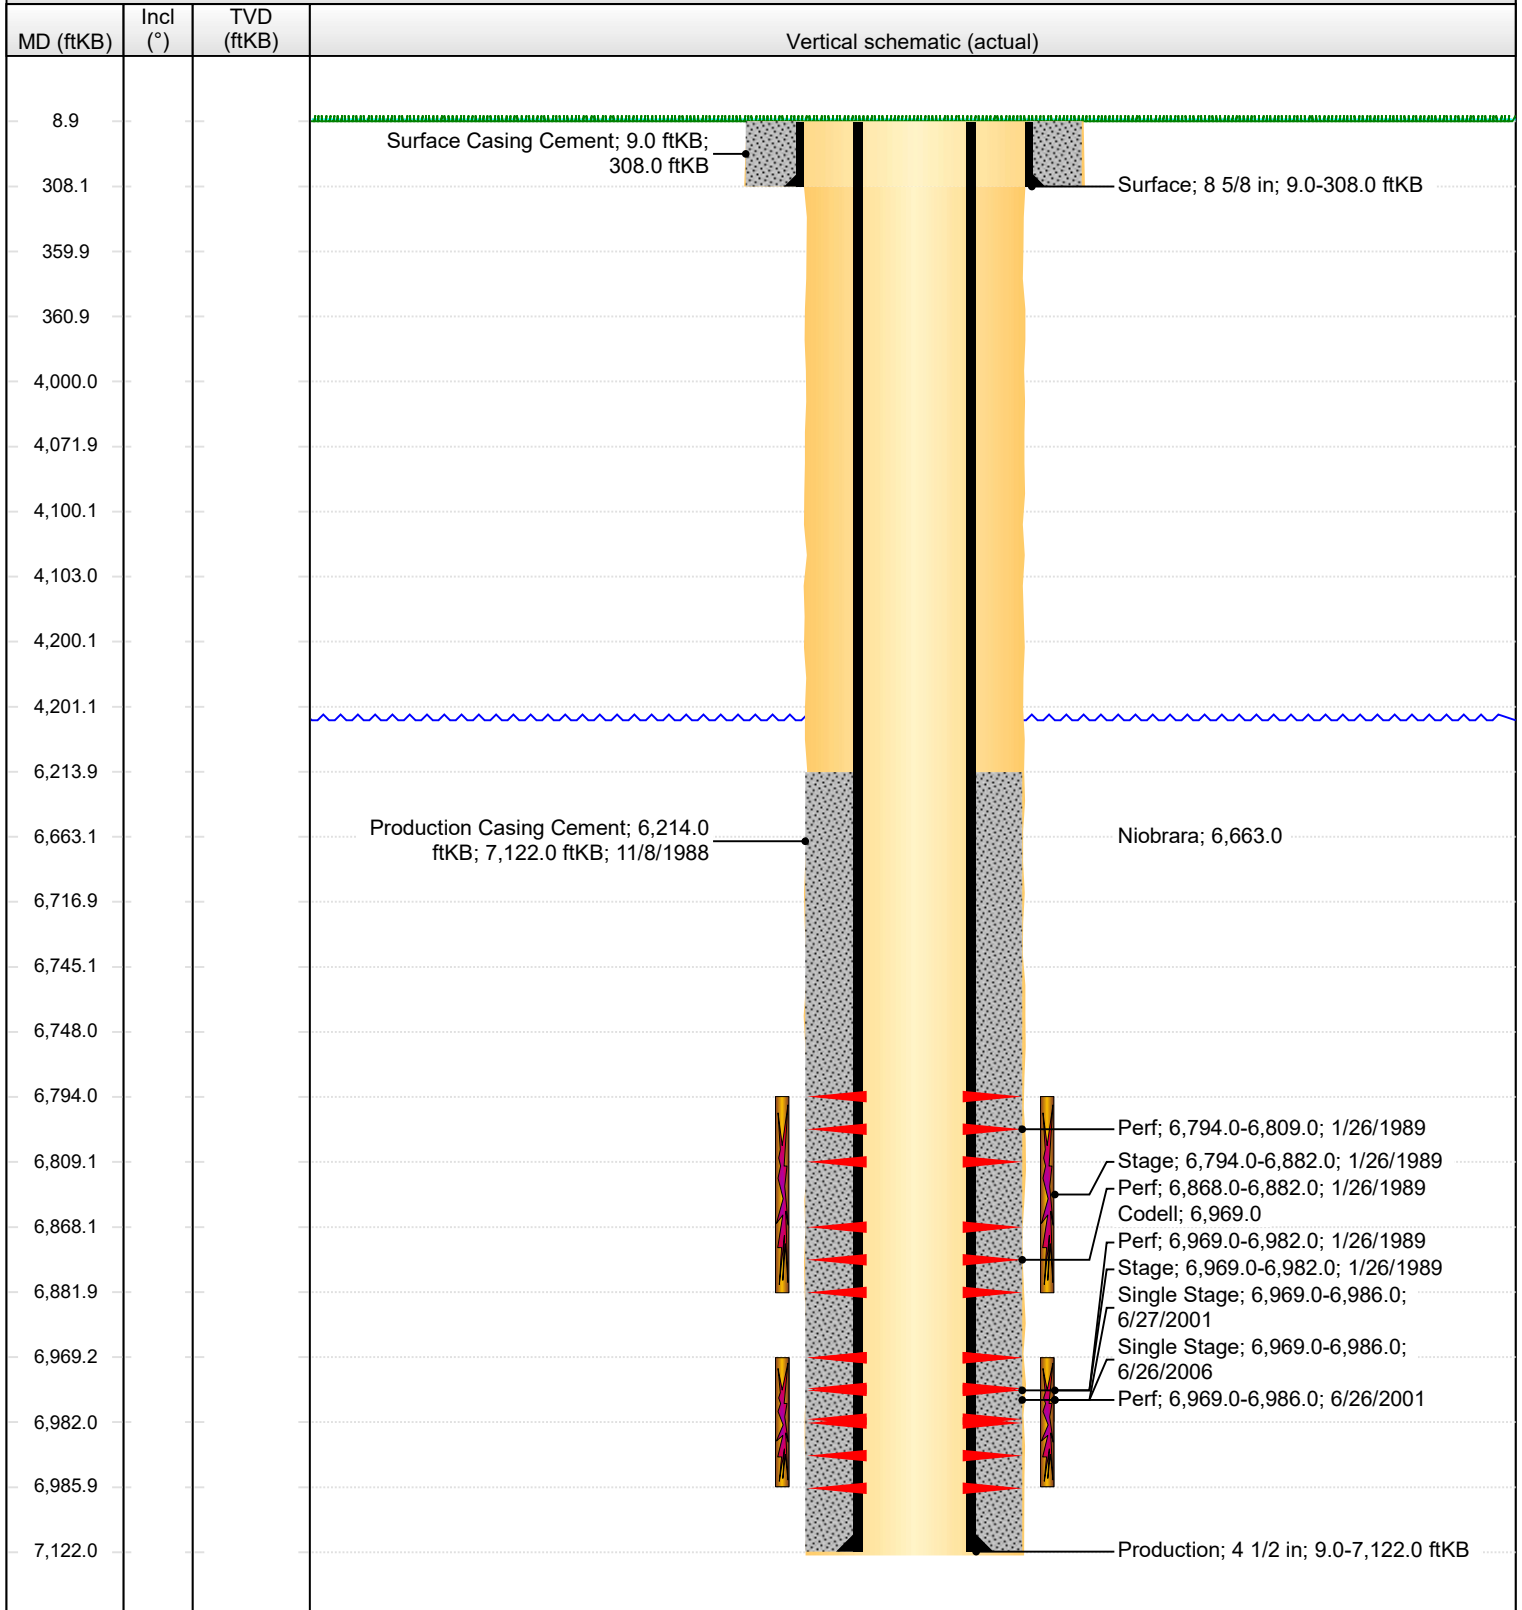 MD (ftKB)
Incl
(°)
TVD
(ftKB)
Vertical schematic (actual)
8.9
308.1
359.9
360.9
4,000.0
4,071.9
4,100.1
4,103.0
4,200.1
4,201.1
6,213.9
6,663.1
6,716.9
6,745.1
6,748.0
6,794.0
6,809.1
6,868.1
6,881.9
6,969.2
6,982.0
6,985.9
7,122.0
Surface Casing Cement; 9.0 ftKB;
308.0 ftKB
Surface; 8 5/8 in; 9.0-308.0 ftKB
Production Casing Cement; 6,214.0
ftKB; 7,122.0 ftKB; 11/8/1988
Niobrara; 6,663.0
Perf; 6,794.0-6,809.0; 1/26/1989
Stage; 6,794.0-6,882.0; 1/26/1989
Perf; 6,868.0-6,882.0; 1/26/1989
Codell; 6,969.0
Perf; 6,969.0-6,982.0; 1/26/1989
Stage; 6,969.0-6,982.0; 1/26/1989
Single Stage; 6,969.0-6,986.0;
6/27/2001
Single Stage; 6,969.0-6,986.0;
6/26/2006
Perf; 6,969.0-6,986.0; 6/26/2001
Production; 4 1/2 in; 9.0-7,122.0 ftKB